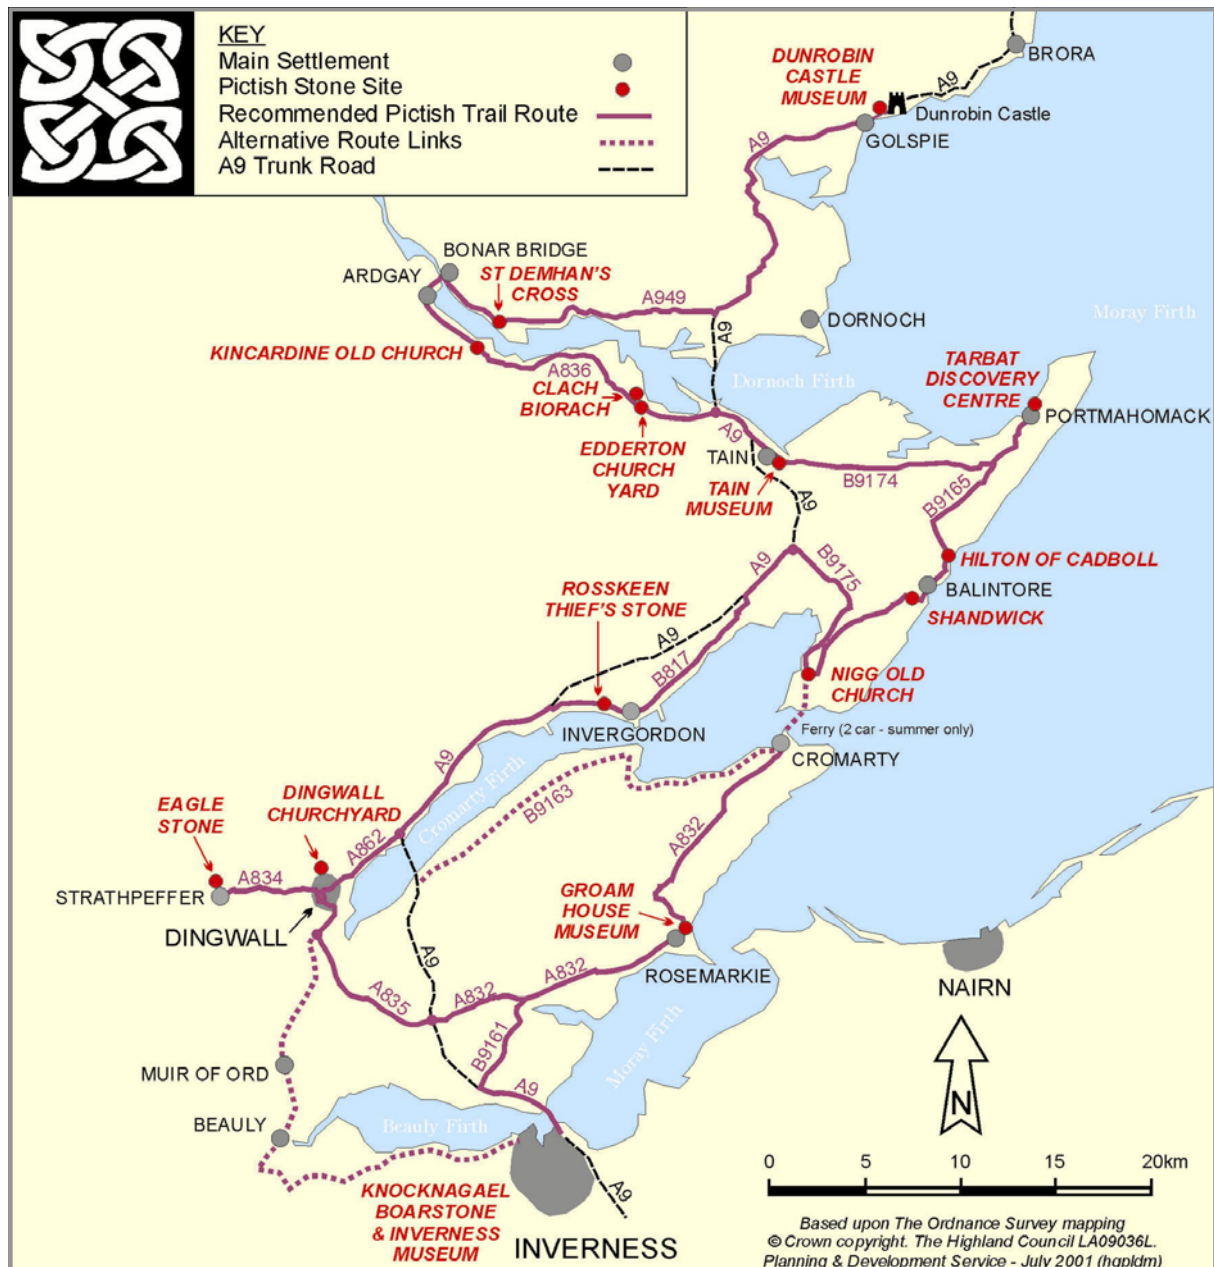 KEY
Main Settlement
Pictish Stone Site
Recommended Pictish Trail Route
Alternative Route Links
A9 Trunk Road
BRORA
A9
DUNROBIN
CASTLE
MUSEUM
Dunrobin Castle
GOLSPIE
A9
BONAR BRIDGE
ARDGAY
ST DEMHAN'S
CROSS
A949
A9
DORNOCH
Moray Firth
KINCARDINE OLD CHURCH
A836
CLACH
BIORACH
Dornoch Firth
TARBAT
DISCOVERY
CENTRE
PORTMAHOMACK
EDDERTON
CHURCH
YARD
A9
TAIN
TAIN
MUSEUM
B9174
B9165
A9
A9
B9175
HILTON OF CADBOLL
BALINTORE
SHANDWICK
ROSSKEEN
THIEF'S STONE
A9
B817
NIGG OLD
CHURCH
INVERGORDON
Ferry (2 car - summer only)
CROMARTY
A9
Cromarty Firth
B9163
EAGLE
STONE
DINGWALL
CHURCHYARD
A862
A832
A834
STRATHPEFFER
DINGWALL
GROAM
HOUSE
MUSEUM
A9
A832
ROSEMARKIE
A835
A832
NAIRN
B9161
Moray Firth
MUIR OF ORD
A9
BEAULY
Beauly Firth
N
KNOCKNAGAEL
BOARSTONE
& INVERNESS
MUSEUM
INVERNESS
A9
0 5 10 15 20km
Based upon The Ordnance Survey mapping
© Crown copyright. The Highland Council LA09036L.
Planning & Development Service - July 2001 (hqpldm)